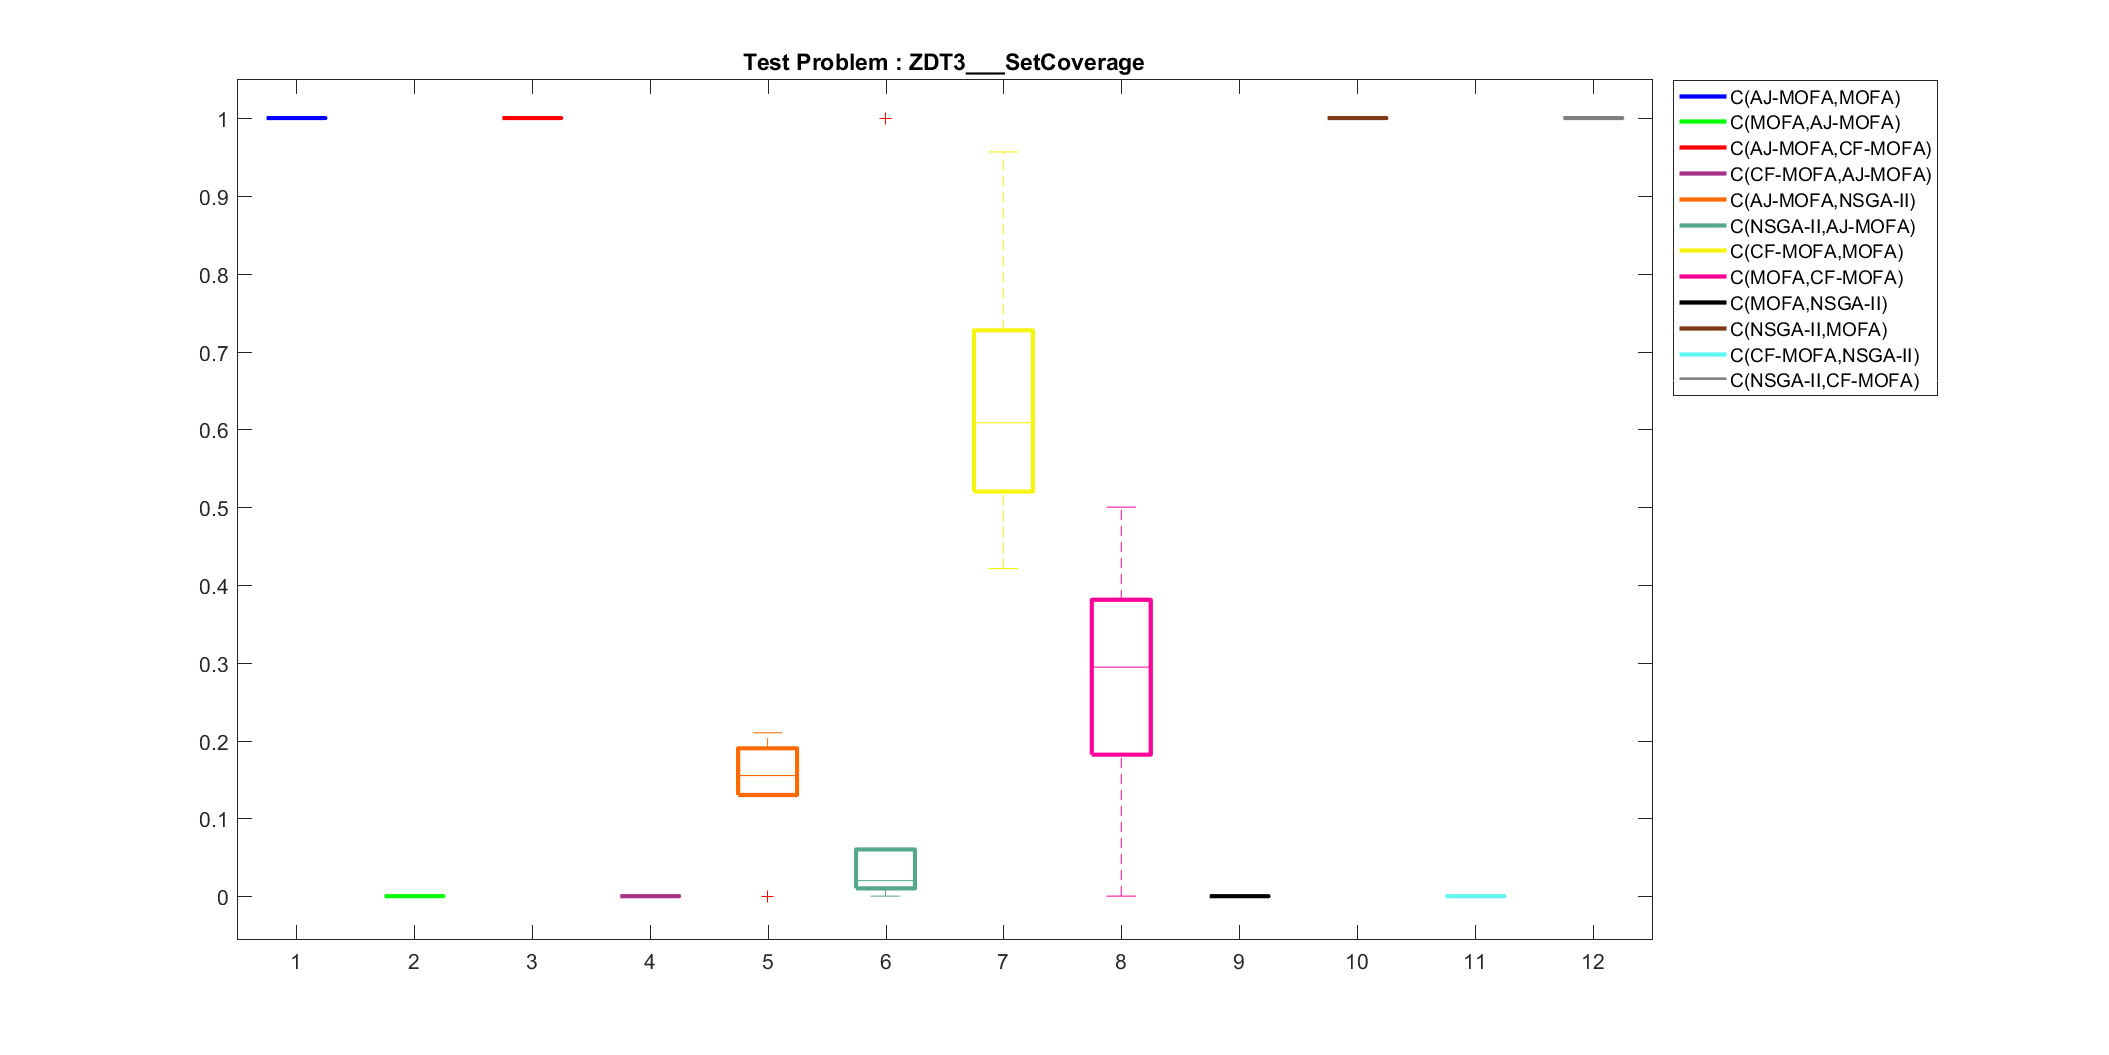 Test Problem : ZDT3___SetCoverage
1
0.9
0.8
0.7
0.6
0.5
0.4
0.3
0.2
0.1
0
1 2 3 4 5 6 7 8 9 10 11 12
C(AJ-MOFA,MOFA)
C(MOFA,AJ-MOFA)
C(AJ-MOFA,CF-MOFA)
C(CF-MOFA,AJ-MOFA)
C(AJ-MOFA,NSGA-II)
C(NSGA-II,AJ-MOFA)
C(CF-MOFA,MOFA)
C(MOFA,CF-MOFA)
C(MOFA,NSGA-II)
C(NSGA-II,MOFA)
C(CF-MOFA,NSGA-II)
C(NSGA-II,CF-MOFA)